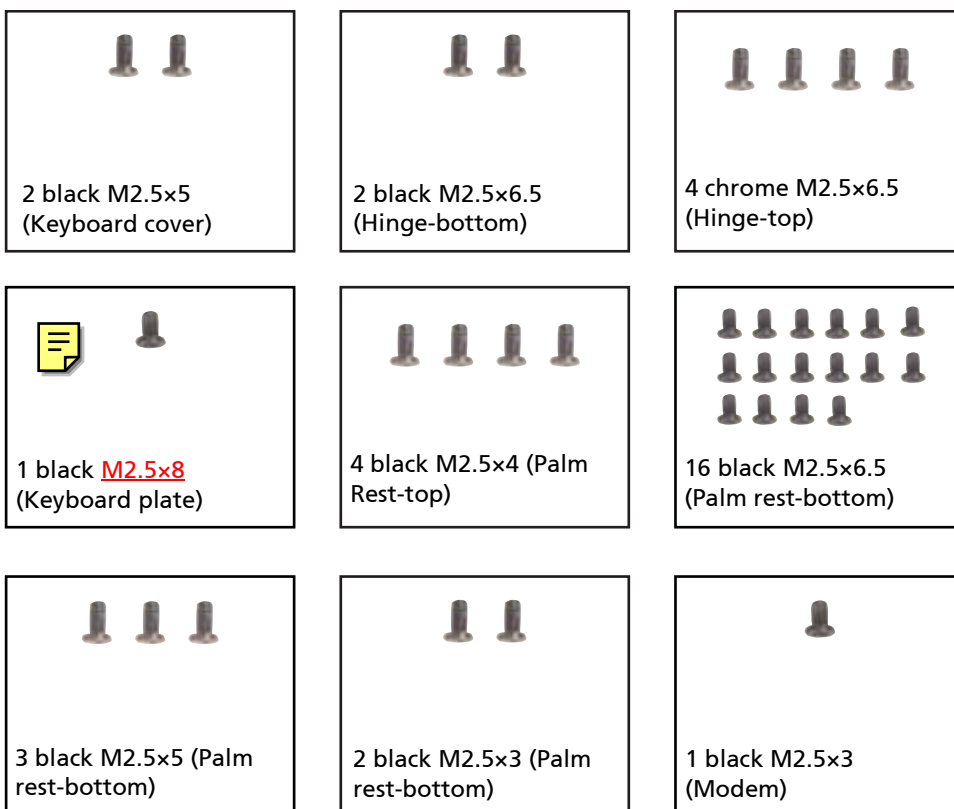 2 black M2.5×5
(Keyboard cover)
2 black M2.5×6.5
(Hinge-bottom)
4 chrome M2.5×6.5
(Hinge-top)
1 black M2.5×8
(Keyboard plate)
4 black M2.5×4 (Palm
Rest-top)
16 black M2.5×6.5
(Palm rest-bottom)
3 black M2.5×5 (Palm
rest-bottom)
2 black M2.5×3 (Palm
rest-bottom)
1 black M2.5×3
(Modem)